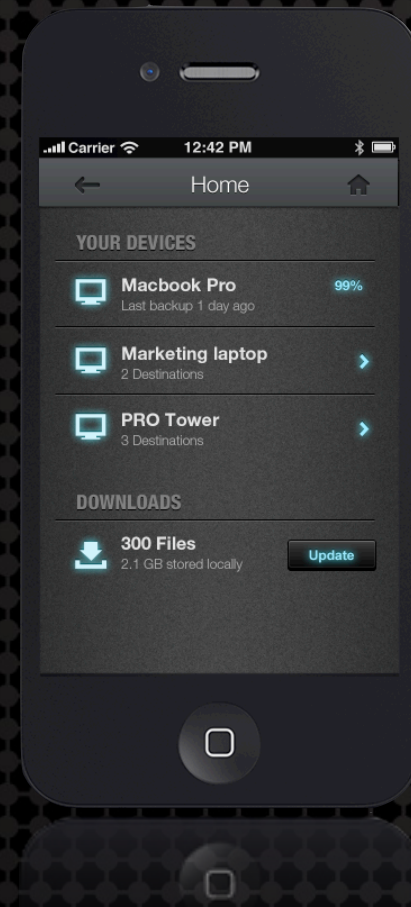 Carrier 12:42 PM
Home
YOUR DEVICES
Macbook Pro 99%
Last backup 1 day ago
Marketing laptop
2 Destinations
PRO Tower
3 Destinations
DOWNLOADS
300 Files
2.1 GB stored locally
Update